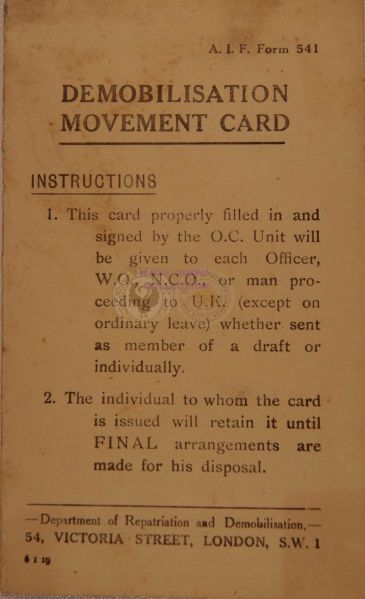 A. I. F. Form 541
DEMOBILISATION
MOVEMENT CARD
INSTRUCTIONS
1. This card properly filled in and
signed by the O.C. Unit will
be given to each Officer,
W.O., N.C.O., or man pro-
ceeding to U.K. (except on
ordinary leave) whether sent
as member of a draft or
individually.
2. The individual to whom the card
is issued will retain it until
FINAL arrangements are
made for his disposal.
—Department of Repatriation and Demobilisation,—
54, VICTORIA STREET, LONDON, S.W. 1
6 1 19